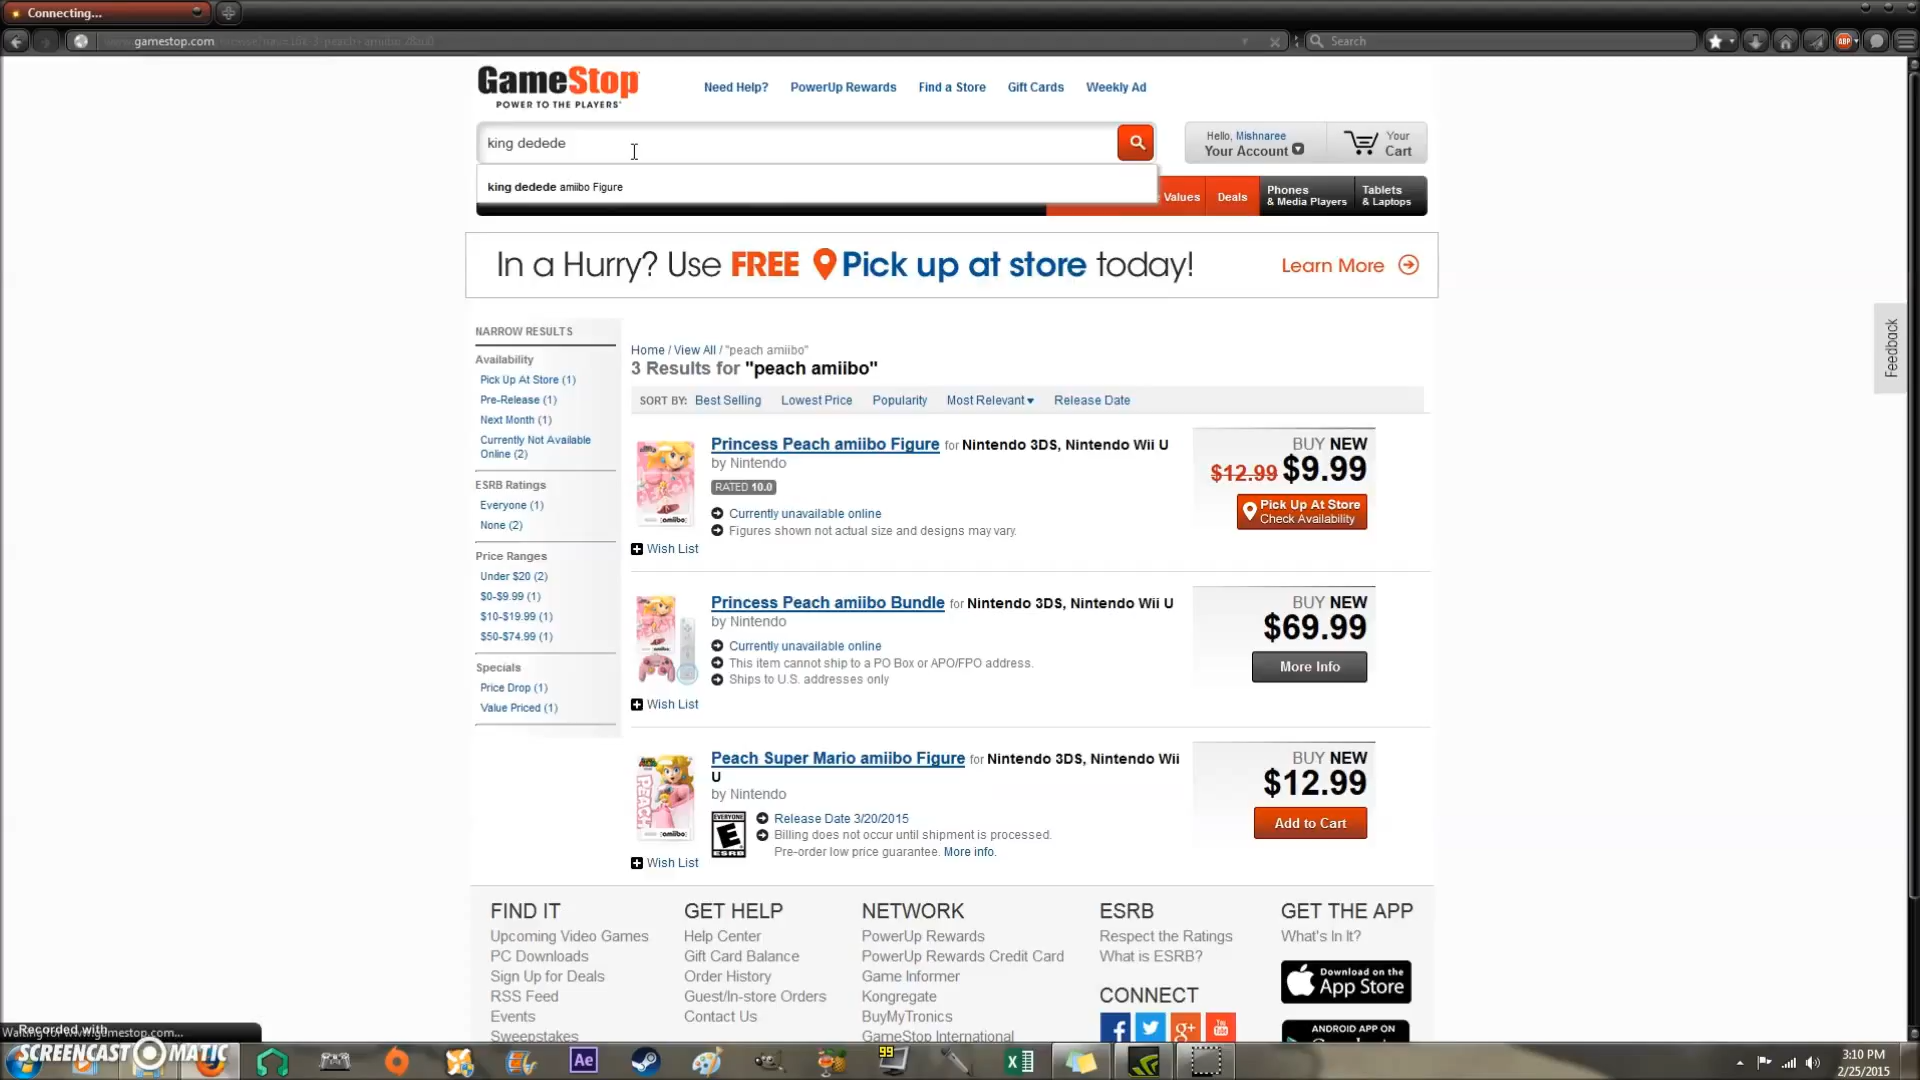 Connecting...
www.gamestop.com
Search
ABP
GameStop
POWER TO THE PLAYERS
Need Help?
PowerUp Rewards
Find a Store
Gift Cards
Weekly Ad
king dedede
Hello, Mishnaree
Your Account
Your
Cart
king dedede amiibo Figure
Values
Deals
Phones
& Media Players
Tablets
& Laptops
In a Hurry? Use FREE Pick up at store today!
Learn More
Feedback
NARROW RESULTS
Availability
Pick Up At Store (1)
Pre-Release (1)
Next Month (1)
Currently Not Available
Online (2)
ESRB Ratings
Everyone (1)
None (2)
Price Ranges
Under $20 (2)
$0-$9.99 (1)
$10-$19.99 (1)
$50-$74.99 (1)
Specials
Price Drop (1)
Value Priced (1)
Home / View All / "peach amiibo"
3 Results for "peach amiibo"
SORT BY: Best Selling Lowest Price Popularity Most Relevant Release Date
Princess Peach amiibo Figure for Nintendo 3DS, Nintendo Wii U
by Nintendo
RATED 10.0
Currently unavailable online
Figures shown not actual size and designs may vary.
Wish List
BUY NEW
$12.99 $9.99
Pick Up At Store
Check Availability
Princess Peach amiibo Bundle for Nintendo 3DS, Nintendo Wii U
by Nintendo
Currently unavailable online
This item cannot ship to a PO Box or APO/FPO address.
Ships to U.S. addresses only
Wish List
BUY NEW
$69.99
More Info
Peach Super Mario amiibo Figure for Nintendo 3DS, Nintendo Wii
U
by Nintendo
EVERYONE
E
ESRB
Release Date 3/20/2015
Billing does not occur until shipment is processed.
Pre-order low price guarantee. More info.
Wish List
BUY NEW
$12.99
Add to Cart
FIND IT
Upcoming Video Games
PC Downloads
Sign Up for Deals
RSS Feed
Events
Sweepstakes
GET HELP
Help Center
Gift Card Balance
Order History
Guest/In-store Orders
Contact Us
NETWORK
PowerUp Rewards
PowerUp Rewards Credit Card
Game Informer
Kongregate
BuyMyTronics
GameStop International
ESRB
Respect the Ratings
What is ESRB?
CONNECT
GET THE APP
What's In It?
Download on the
App Store
ANDROID APP ON
Recorded with
SCREENCAST MATIC
Ae
99
3:10 PM
2/25/2015